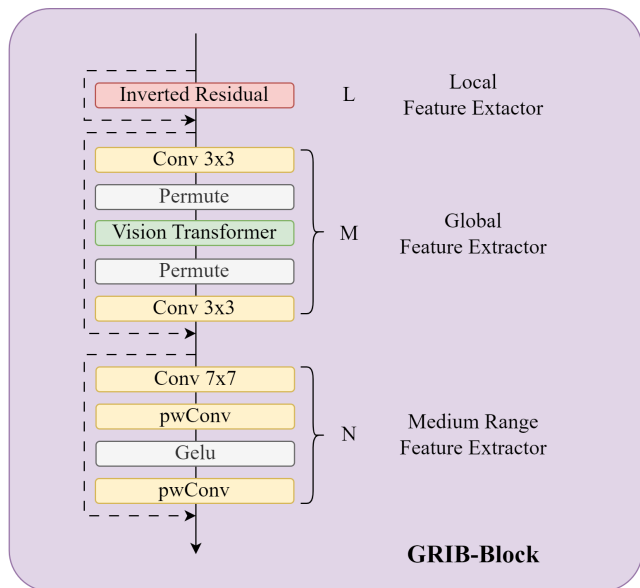 Inverted Residual
L
Local
Feature Extactor
Conv 3x3
Permute
Vision Transformer
Permute
Conv 3x3
M
Global
Feature Extractor
Conv 7x7
pwConv
Gelu
pwConv
N
Medium Range
Feature Extractor
GRIB-Block